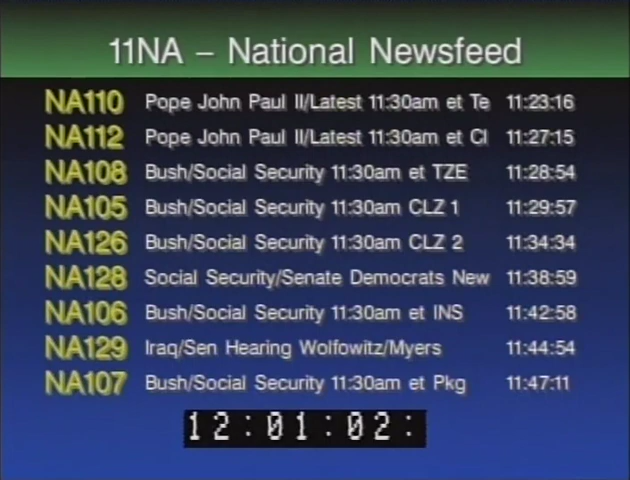 11NA – National Newsfeed
NA110 Pope John Paul II/Latest 11:30am et Te 11:23:16
NA112 Pope John Paul II/Latest 11:30am et Cl 11:27:15
NA108 Bush/Social Security 11:30am et TZE 11:28:54
NA105 Bush/Social Security 11:30am CLZ 1 11:29:57
NA126 Bush/Social Security 11:30am CLZ 2 11:34:34
NA128 Social Security/Senate Democrats New 11:38:59
NA106 Bush/Social Security 11:30am et INS 11:42:58
NA129 Iraq/Sen Hearing Wolfowitz/Myers 11:44:54
NA107 Bush/Social Security 11:30am et Pkg 11:47:11
12:01:02: